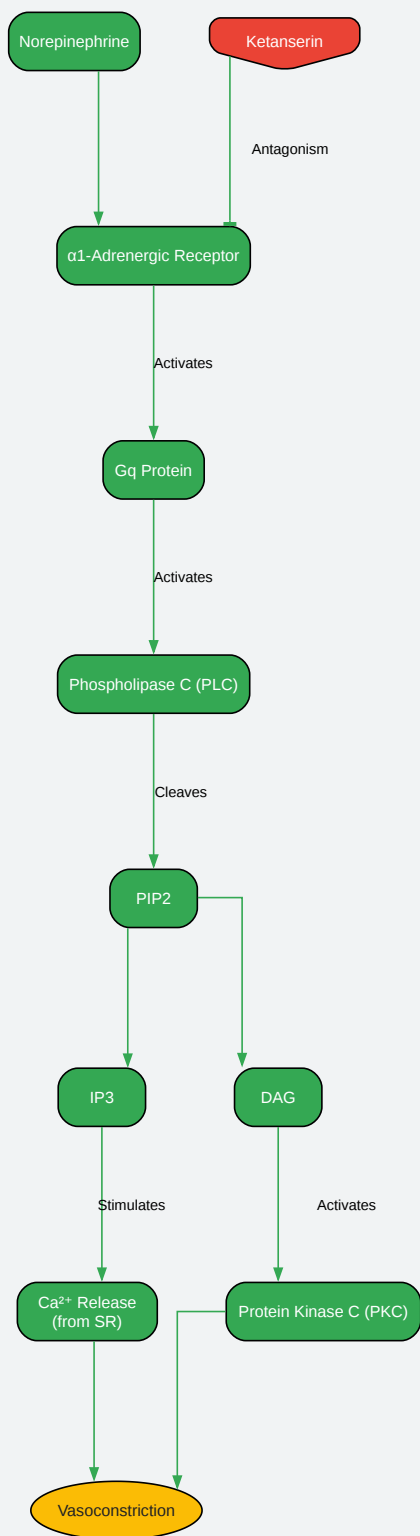 Norepinephrine
Ketanserin
Antagonism
α1-Adrenergic Receptor
Activates
Gq Protein
Activates
Phospholipase C (PLC)
Cleaves
PIP2
IP3
DAG
Stimulates
Activates
Ca²⁺ Release
(from SR)
Protein Kinase C (PKC)
Vasoconstriction